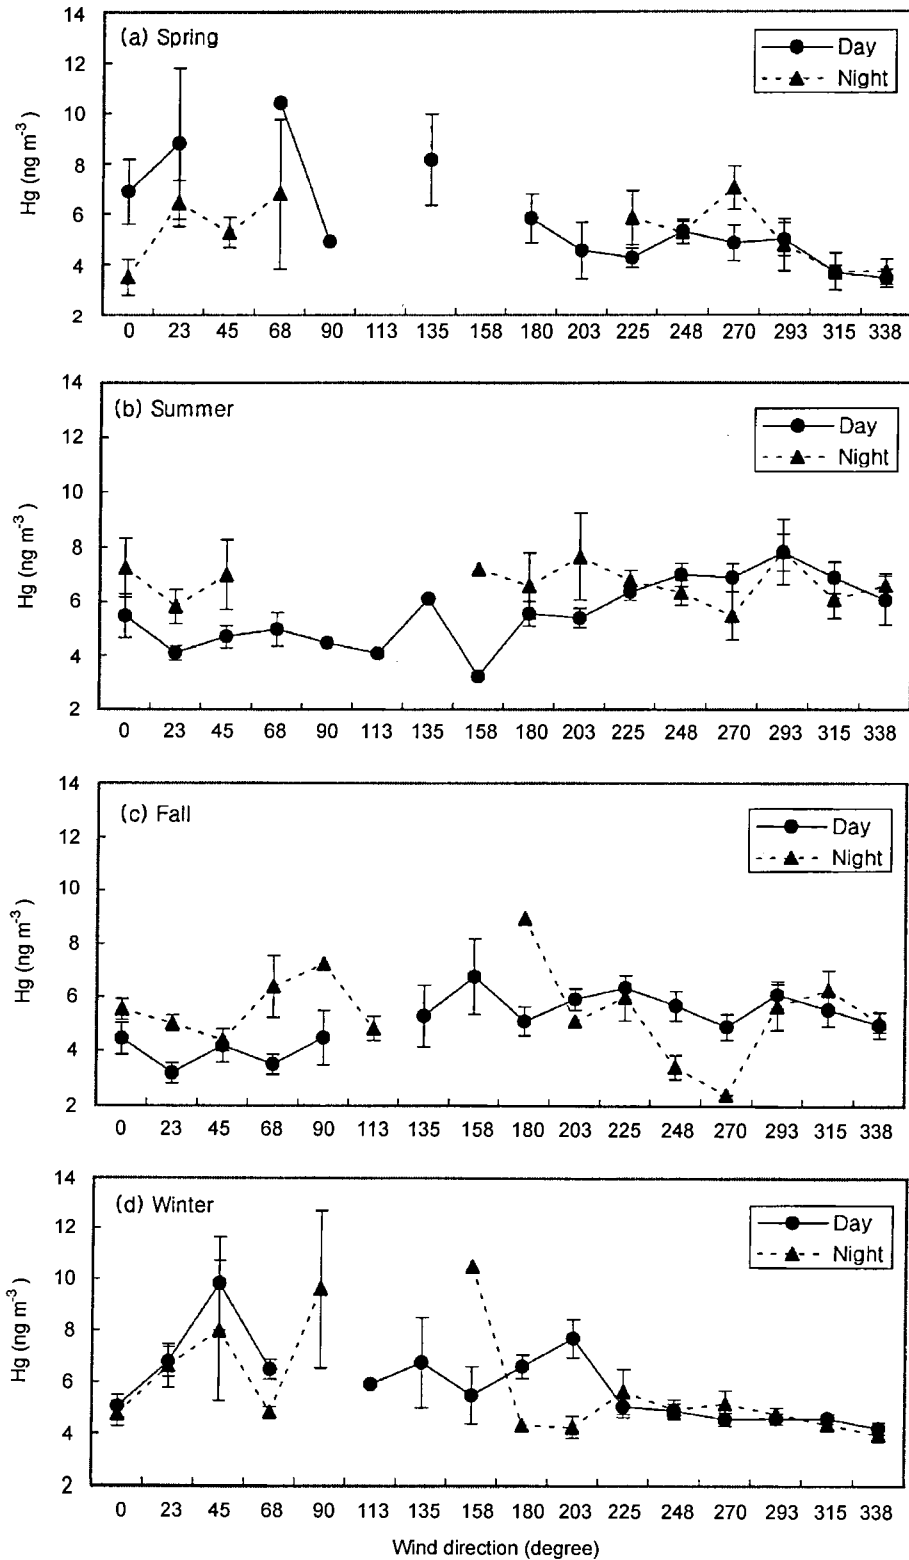 (a) Spring
Day
Night
Hg (ng m-3)
14
12
10
8
6
4
2
0 23 45 68 90 113 135 158 180 203 225 248 270 293 315 338
(b) Summer
Day
Night
Hg (ng m-3)
14
12
10
8
6
4
2
0 23 45 68 90 113 135 158 180 203 225 248 270 293 315 338
(c) Fall
Day
Night
Hg (ng m-3)
14
12
10
8
6
4
2
0 23 45 68 90 113 135 158 180 203 225 248 270 293 315 338
(d) Winter
Day
Night
Hg (ng m-3)
14
12
10
8
6
4
2
0 23 45 68 90 113 135 158 180 203 225 248 270 293 315 338
Wind direction (degree)